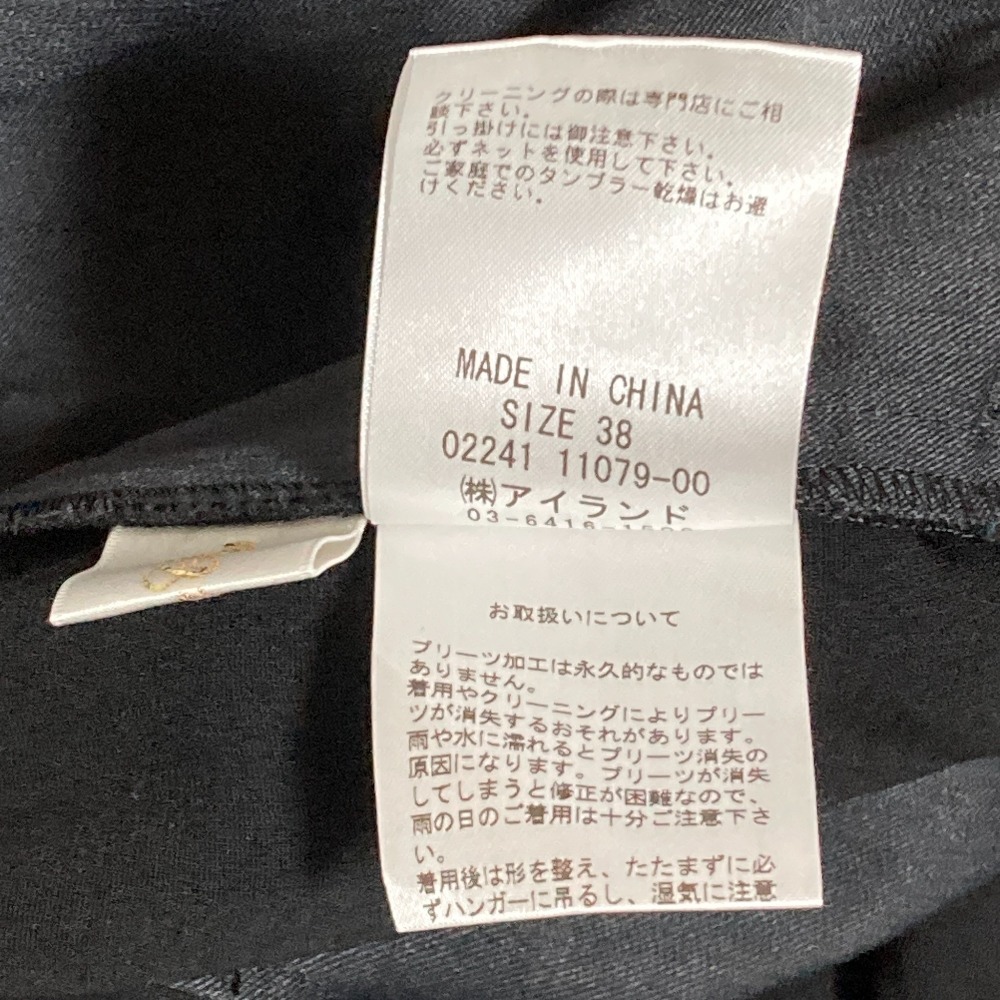 クリーニングの際は専門店にご相
談下さい。
引っ掛けには御注意下さい。
必ずネットを使用して下さい。
ご家庭でのタンブラー乾燥はお避
けください。
MADE IN CHINA
SIZE 38
02241 11079-00
㈱アイランド
03-6416-
お取扱いについて
プリーツ加工は永久的なものでは
ありません。
着用やクリーニングによりプリー
ツが消失するおそれがあります。
雨や水に濡れるとプリーツ消失の
原因になります。プリーツが消失
してしまうと修正が困難なので、
雨の日のご着用は十分ご注意下さ
い。
着用後は形を整え、たたまずに必
ずハンガーに吊るし、湿気に注意